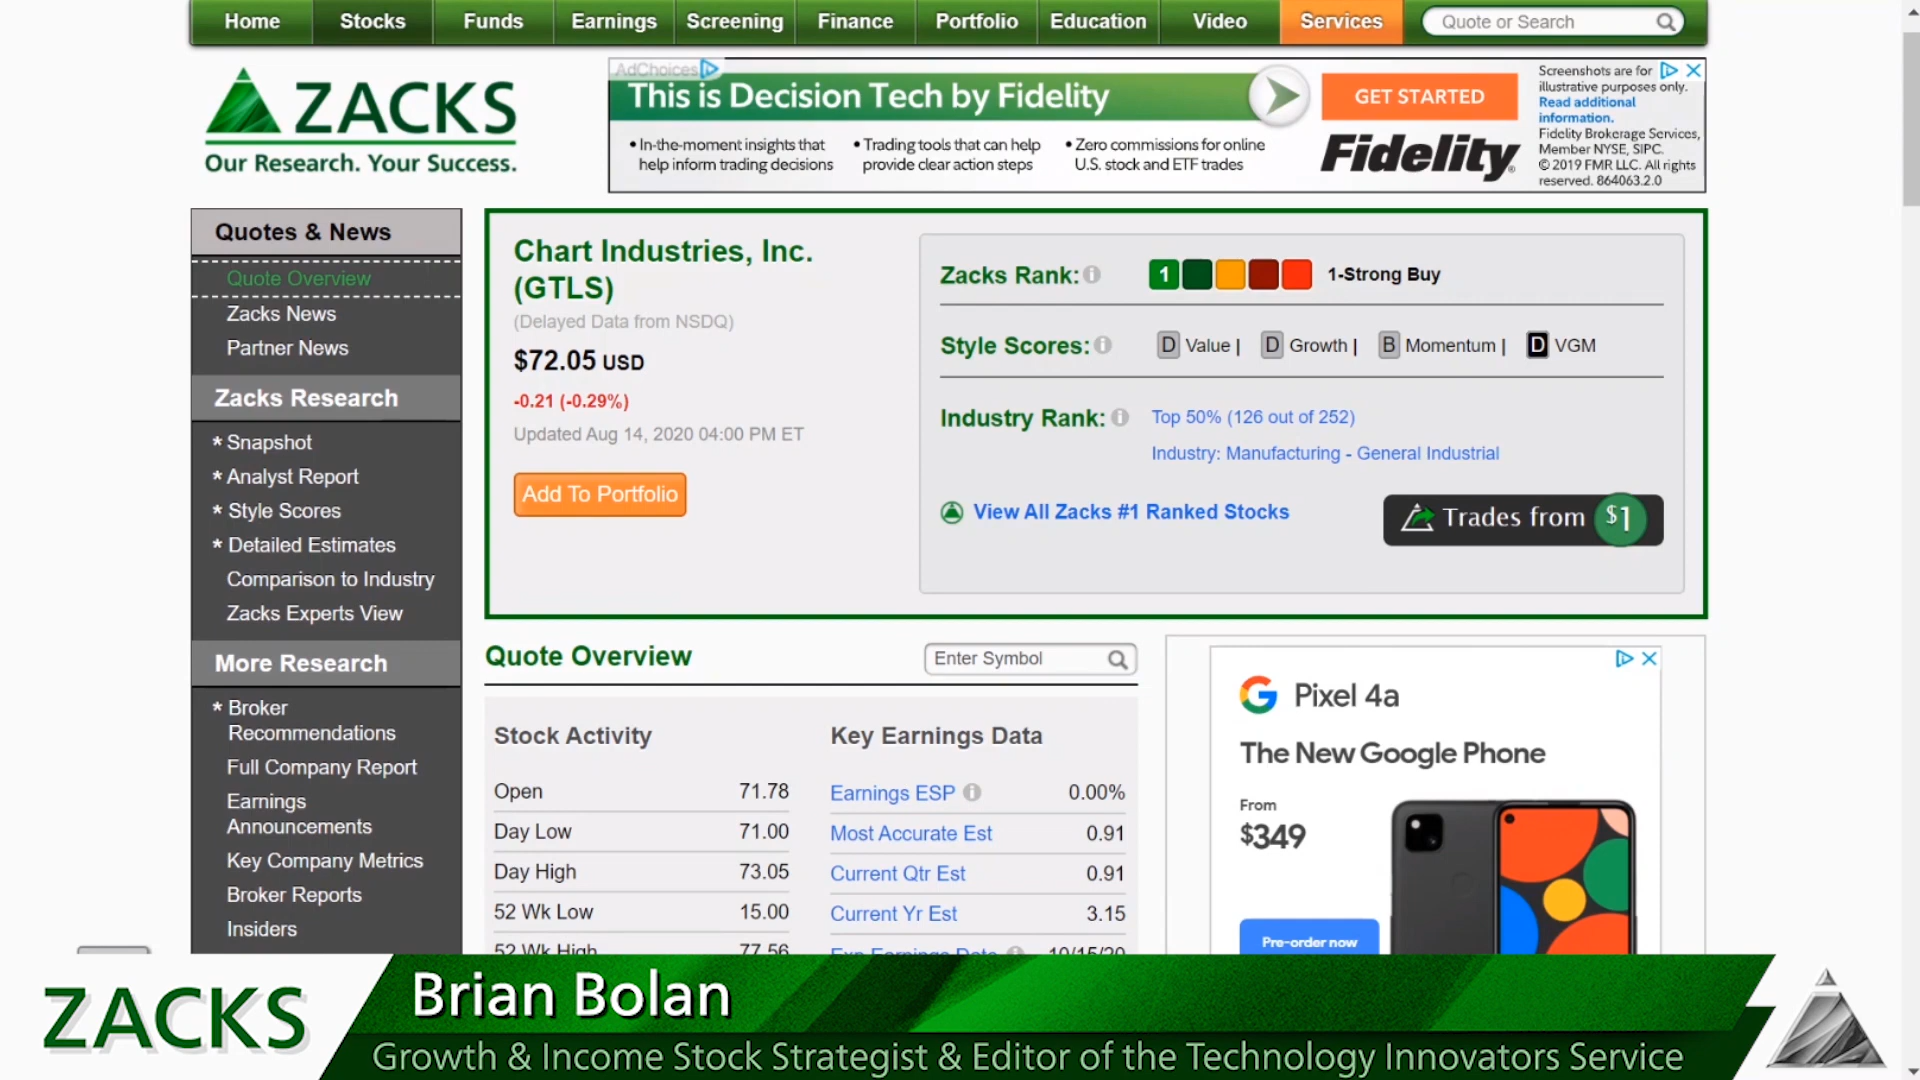 Home Stocks Funds Earnings Screening Finance Portfolio Education Video Services Quote or Search
ZACKS
Our Research. Your Success.
AdChoices
This is Decision Tech by Fidelity
• In-the-moment insights that
help inform trading decisions
• Trading tools that can help
provide clear action steps
• Zero commissions for online
U.S. stock and ETF trades
GET STARTED
Fidelity
Screenshots are for
illustrative purposes only.
Read additional
information.
Fidelity Brokerage Services,
Member NYSE, SIPC.
© 2019 FMR LLC. All rights
reserved. 864063.2.0
Quotes & News
Quote Overview
Zacks News
Partner News
Zacks Research
* Snapshot
* Analyst Report
* Style Scores
* Detailed Estimates
Comparison to Industry
Zacks Experts View
More Research
* Broker
Recommendations
Full Company Report
Earnings
Announcements
Key Company Metrics
Broker Reports
Insiders
Chart Industries, Inc.
(GTLS)
(Delayed Data from NSDQ)
$72.05 USD
-0.21 (-0.29%)
Updated Aug 14, 2020 04:00 PM ET
Add To Portfolio
Zacks Rank: 1 1-Strong Buy
Style Scores: D Value | D Growth | B Momentum | D VGM
Industry Rank: Top 50% (126 out of 252)
Industry: Manufacturing - General Industrial
View All Zacks #1 Ranked Stocks
Trades from $1
Quote Overview
Enter Symbol
Stock Activity
Open 71.78
Day Low 71.00
Day High 73.05
52 Wk Low 15.00
52 Wk High 77.56
Key Earnings Data
Earnings ESP 0.00%
Most Accurate Est 0.91
Current Qtr Est 0.91
Current Yr Est 3.15
Exp Earnings Date 10/15/20
G Pixel 4a
The New Google Phone
From
$349
Pre-order now
ZACKS
Brian Bolan
Growth & Income Stock Strategist & Editor of the Technology Innovators Service